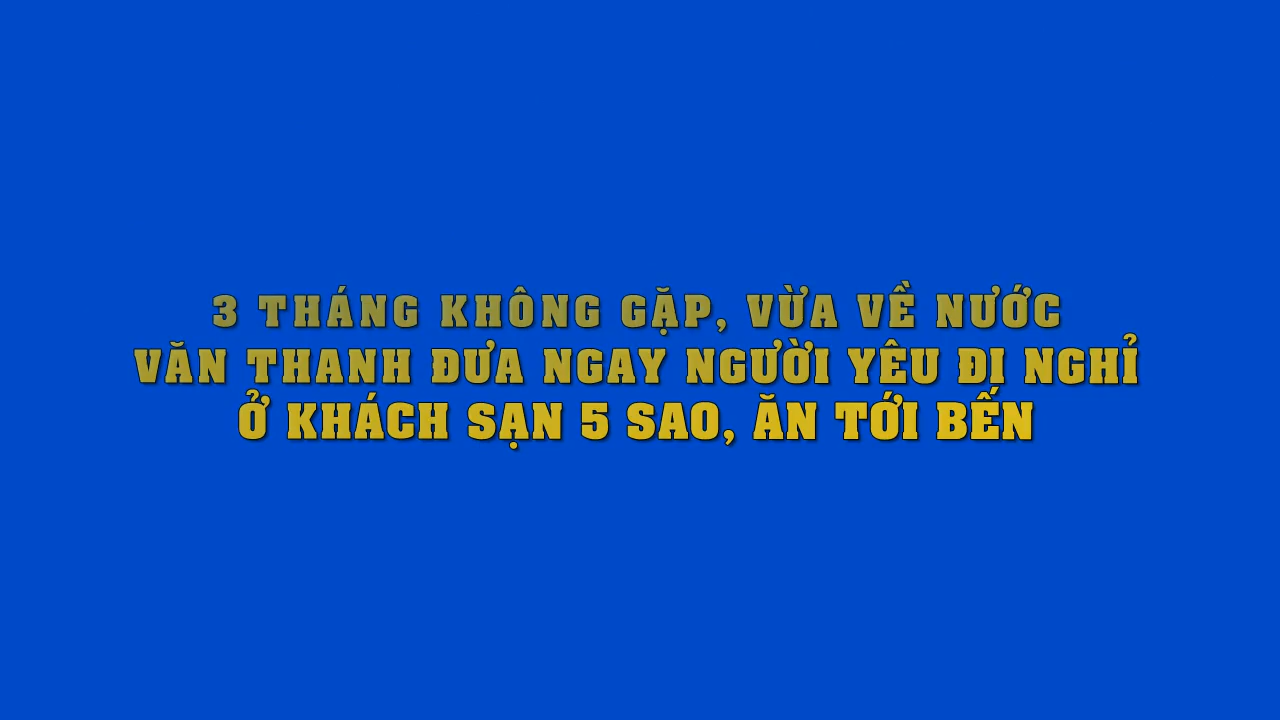 3 THÁNG KHÔNG GẶP, VỪA VỀ NƯỚC
VĂN THANH ĐƯA NGAY NGƯỜI YÊU ĐI NGHỈ
Ở KHÁCH SẠN 5 SAO, ĂN TỚI BẾN